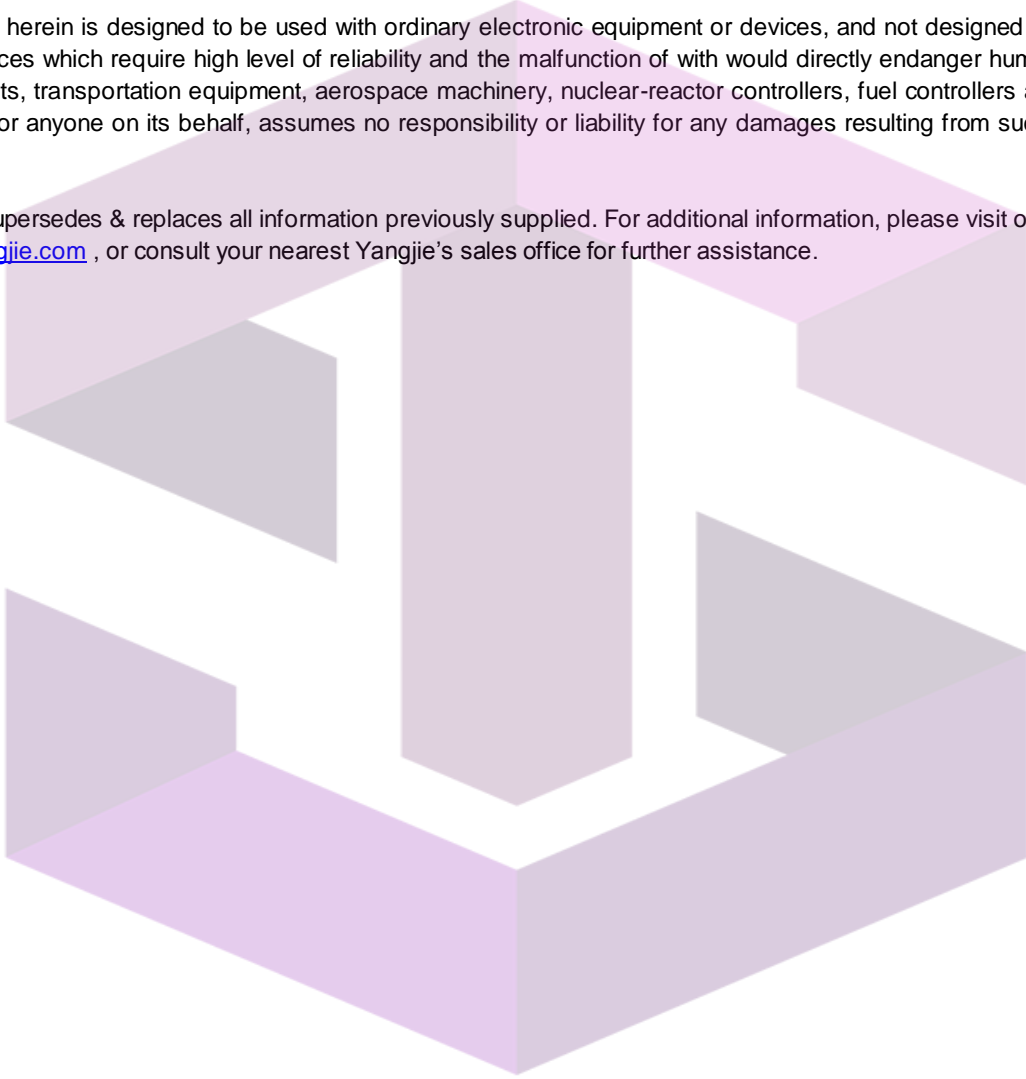 herein is designed to be used with ordinary electronic equipment or devices, and not designed
ces which require high level of reliability and the malfunction of with would directly endanger hum
ts, transportation equipment, aerospace machinery, nuclear-reactor controllers, fuel controllers a
or anyone on its behalf, assumes no responsibility or liability for any damages resulting from suc
upersedes & replaces all information previously supplied. For additional information, please visit o
gjie.com , or consult your nearest Yangjie’s sales office for further assistance.